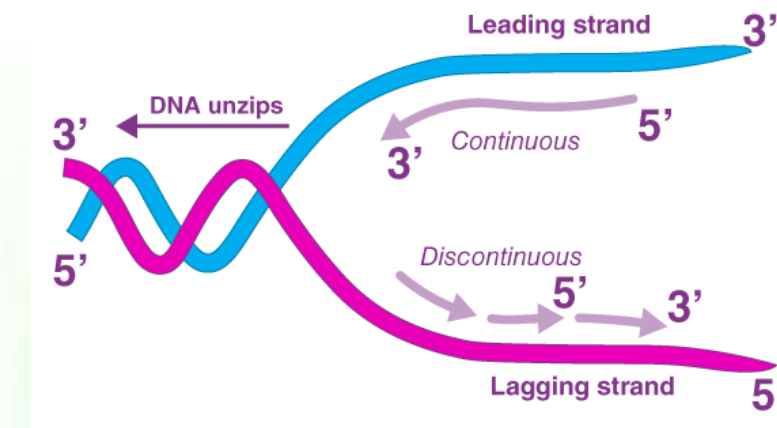 Leading strand
3’
DNA unzips
3’
5’
Continuous
3’
5’
Discontinuous
5’
3’
Lagging strand
5